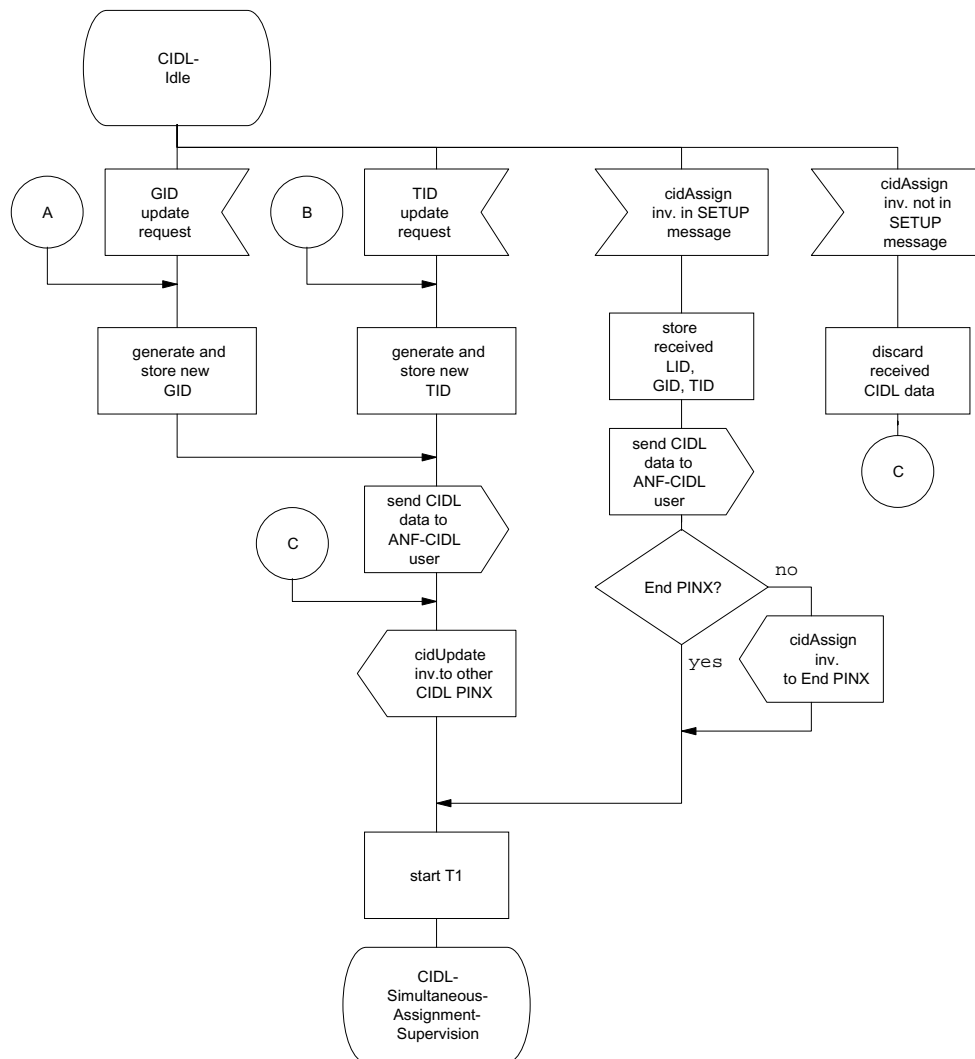 CIDL-
Idle
GID
update
request
TID
update
request
cidAssign
inv. in SETUP
message
cidAssign
inv. not in
SETUP
message
A
B
generate and
store new
GID
generate and
store new
TID
store
received
LID,
GID, TID
discard
received
CIDL data
send CIDL
data to
ANF-CIDL
user
C
send CIDL
data to
ANF-CIDL
user
C
End PINX?
no
yes
cidUpdate
inv.to other
CIDL PINX
cidAssign
inv.
to End PINX
start T1
CIDL-
Simultaneous-
Assignment-
Supervision